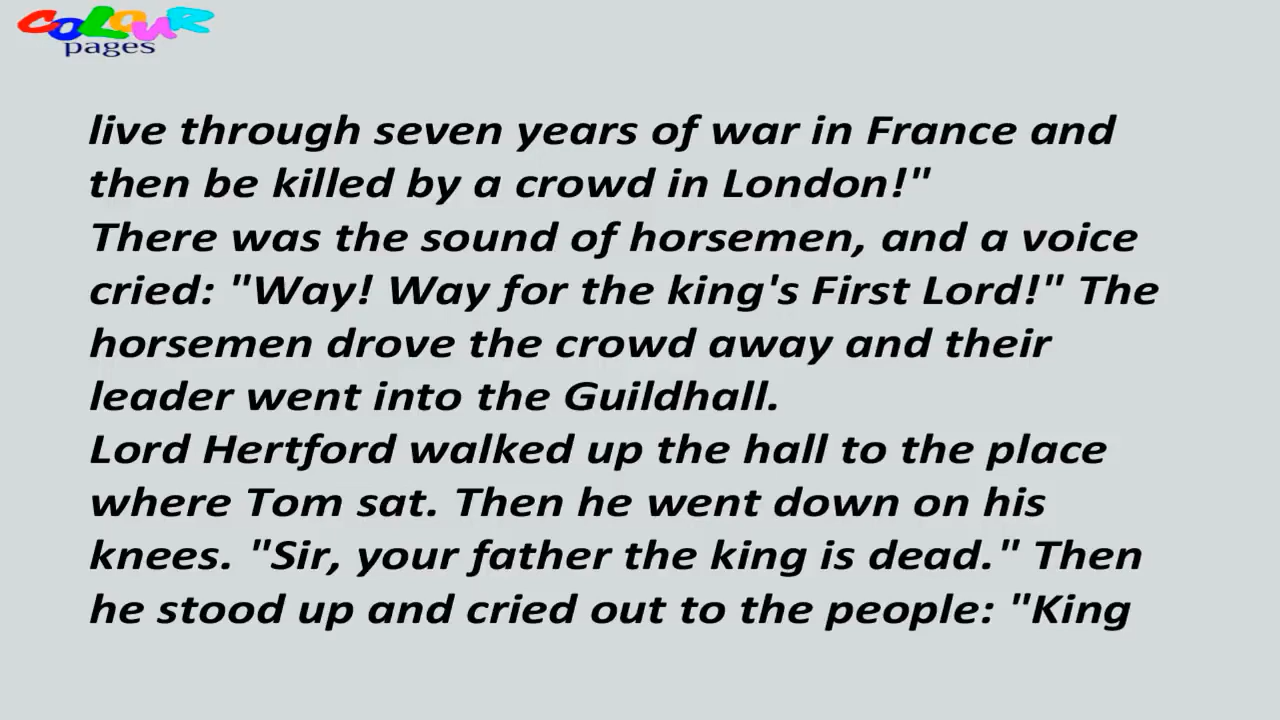 COLOUR
pages
live through seven years of war in France and
then be killed by a crowd in London!"
There was the sound of horsemen, and a voice
cried: "Way! Way for the king's First Lord!" The
horsemen drove the crowd away and their
leader went into the Guildhall.
Lord Hertford walked up the hall to the place
where Tom sat. Then he went down on his
knees. "Sir, your father the king is dead." Then
he stood up and cried out to the people: "King